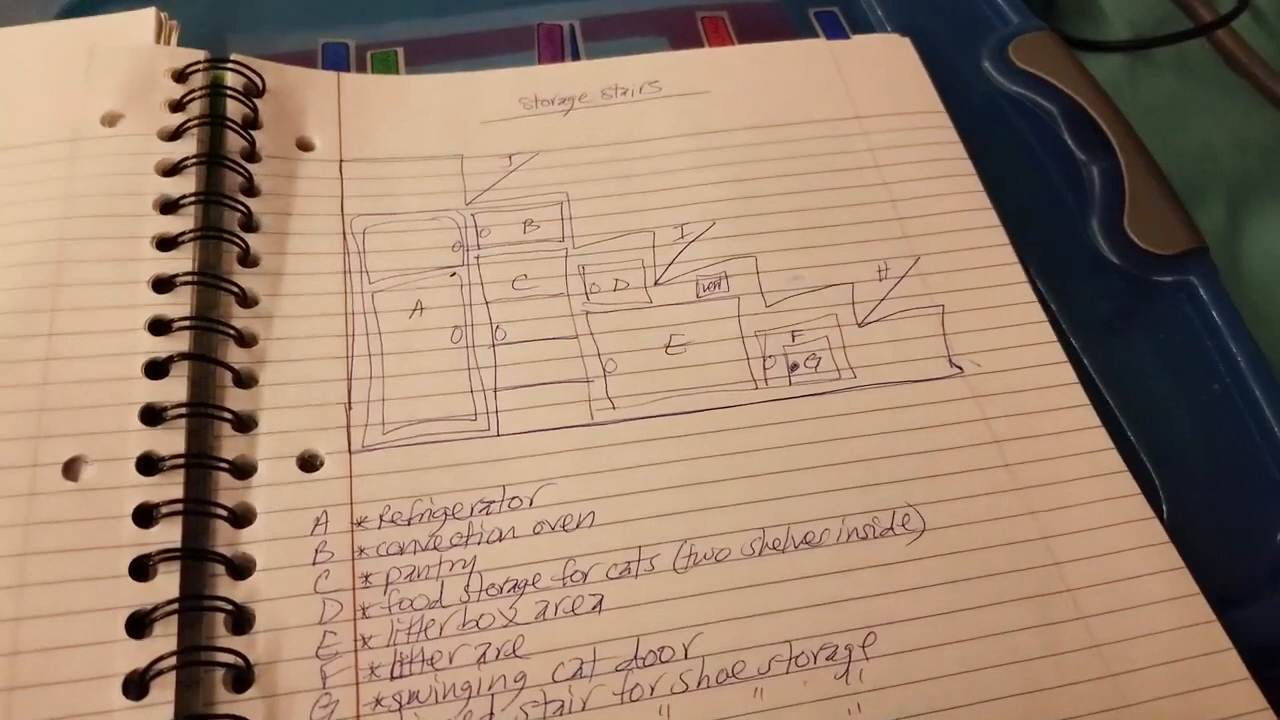 Storage stairs
J
B
I
C
D
H
A
vent
E
F
G
A * Refrigerator
B * convection oven
C * pantry
D * food storage for cats (two shelves inside)
E * litterbox area
F * litter are
G * swinging cat door
stair for shoe storage
" " "